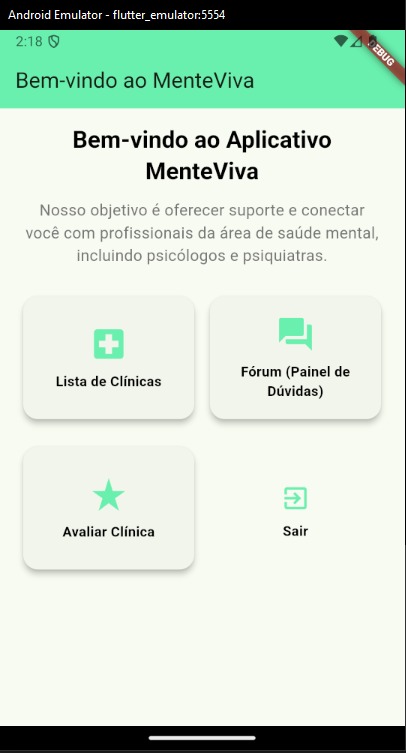 Android Emulator - flutter_emulator:5554
2:18
DEBUG
Bem-vindo ao MenteViva
Bem-vindo ao Aplicativo
MenteViva
Nosso objetivo é oferecer suporte e conectar
você com profissionais da área de saúde mental,
incluindo psicólogos e psiquiatras.
Lista de Clínicas
Fórum (Painel de
Dúvidas)
Avaliar Clínica
Sair